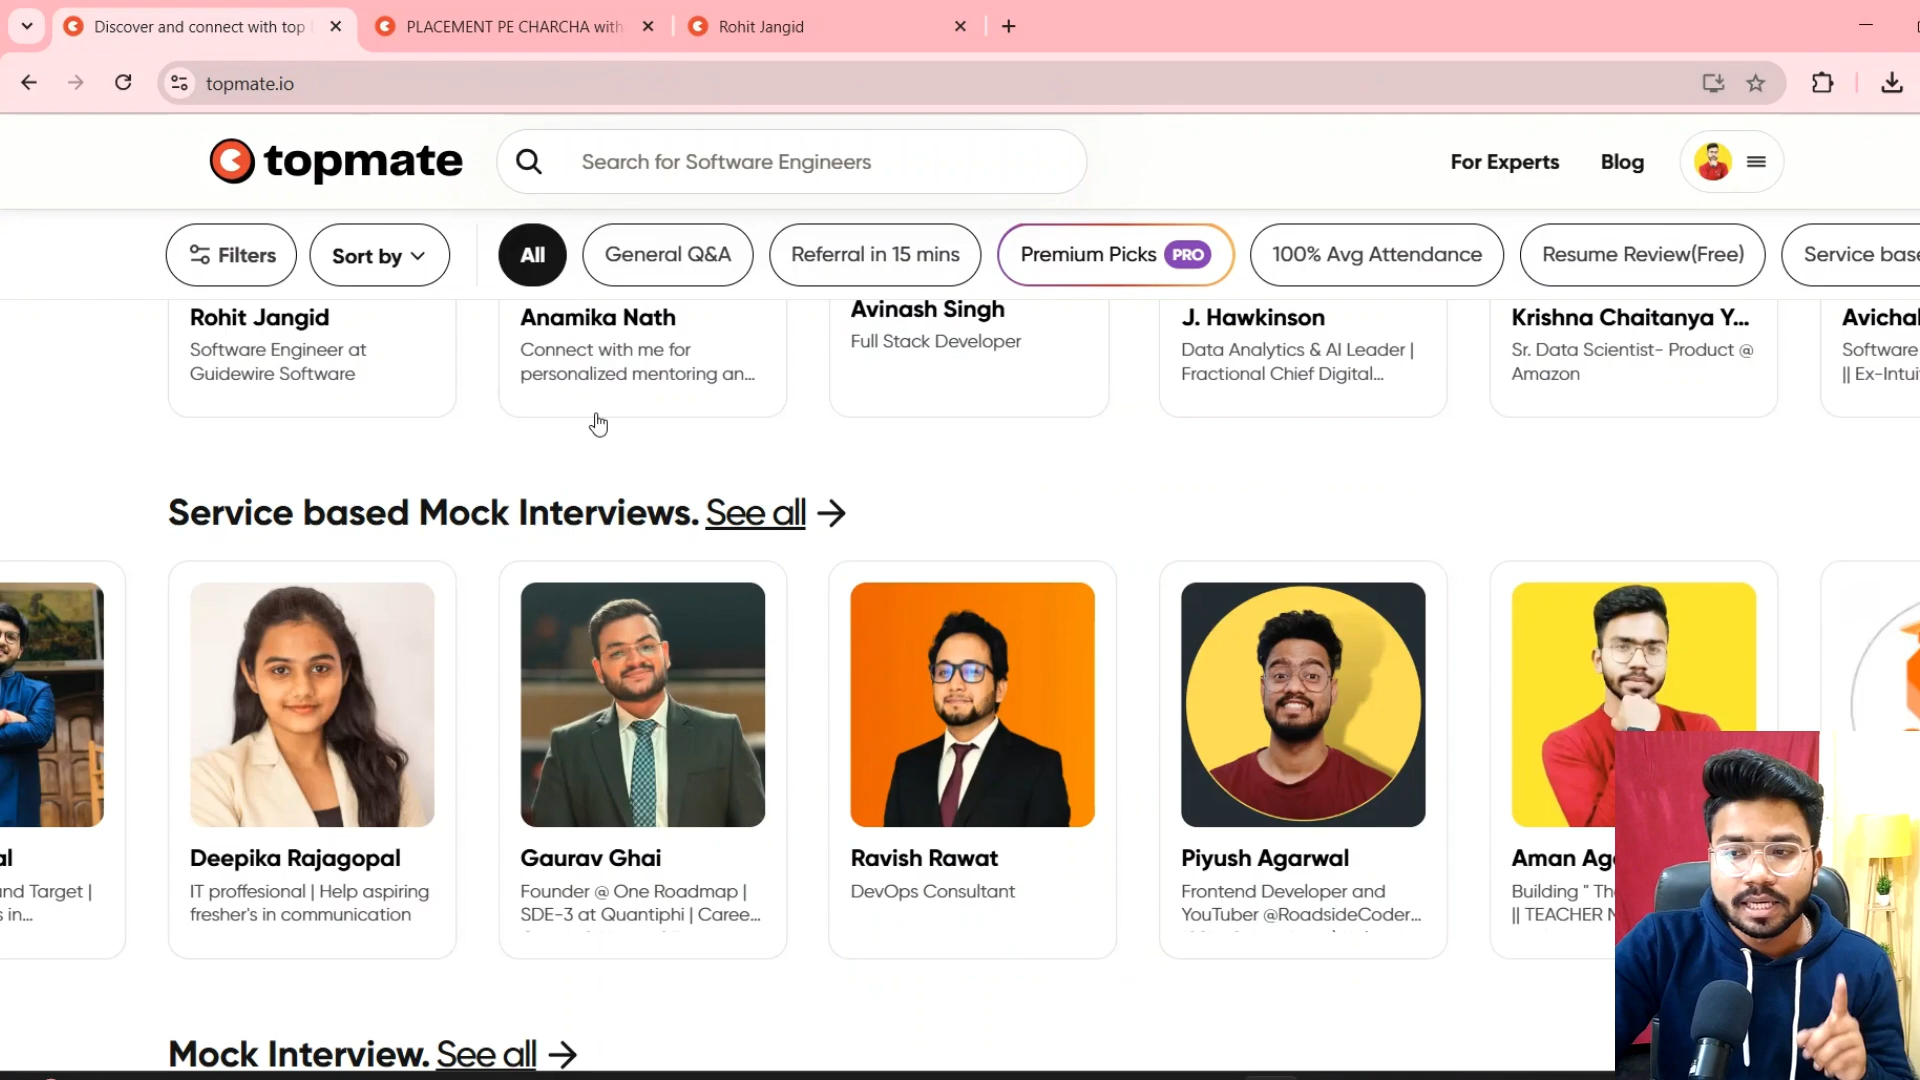 Discover and connect with top
PLACEMENT PE CHARCHA with
Rohit Jangid
topmate.io
topmate
Search for Software Engineers
For Experts
Blog
Filters
Sort by
All
General Q&A
Referral in 15 mins
Premium Picks PRO
100% Avg Attendance
Resume Review(Free)
Service base
Rohit Jangid
Software Engineer at
Guidewire Software
Anamika Nath
Connect with me for
personalized mentoring an...
Avinash Singh
Full Stack Developer
J. Hawkinson
Data Analytics & AI Leader |
Fractional Chief Digital...
Krishna Chaitanya Y...
Sr. Data Scientist- Product @
Amazon
Avichal
Software
|| Ex-Intui
Service based Mock Interviews. See all →
al
and Target |
s in...
Deepika Rajagopal
IT proffesional | Help aspiring
fresher's in communication
Gaurav Ghai
Founder @ One Roadmap |
SDE-3 at Quantiphi | Caree...
Ravish Rawat
DevOps Consultant
Piyush Agarwal
Frontend Developer and
YouTuber @RoadsideCoder...
Aman Ag
Building " Th
|| TEACHER N
Mock Interview. See all →